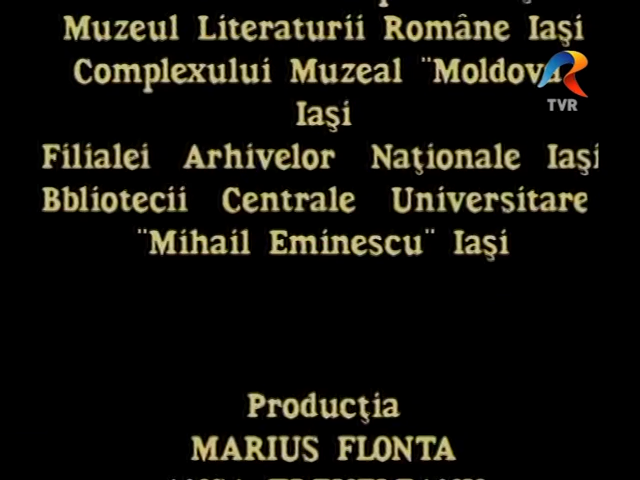 Muzeul Literaturii Române Iaşi
Complexului Muzeal "Moldova
TVR
Iaşi
Filialei Arhivelor Naţionale Iaşi
Bbliotecii Centrale Universitare
"Mihail Eminescu" Iaşi
Producţia
MARIUS FLONTA